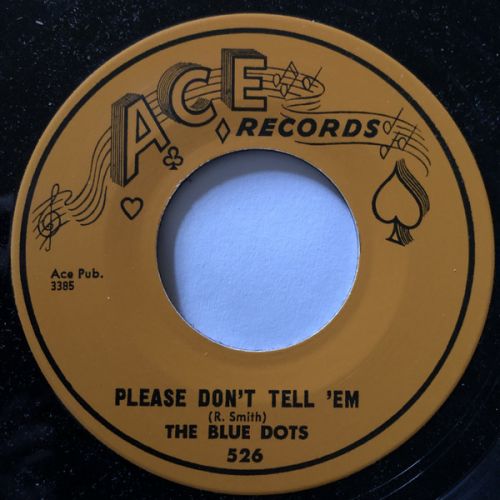 ACE
RECORDS
Ace Pub.
3385
PLEASE DON'T TELL 'EM
(R. Smith)
THE BLUE DOTS
526